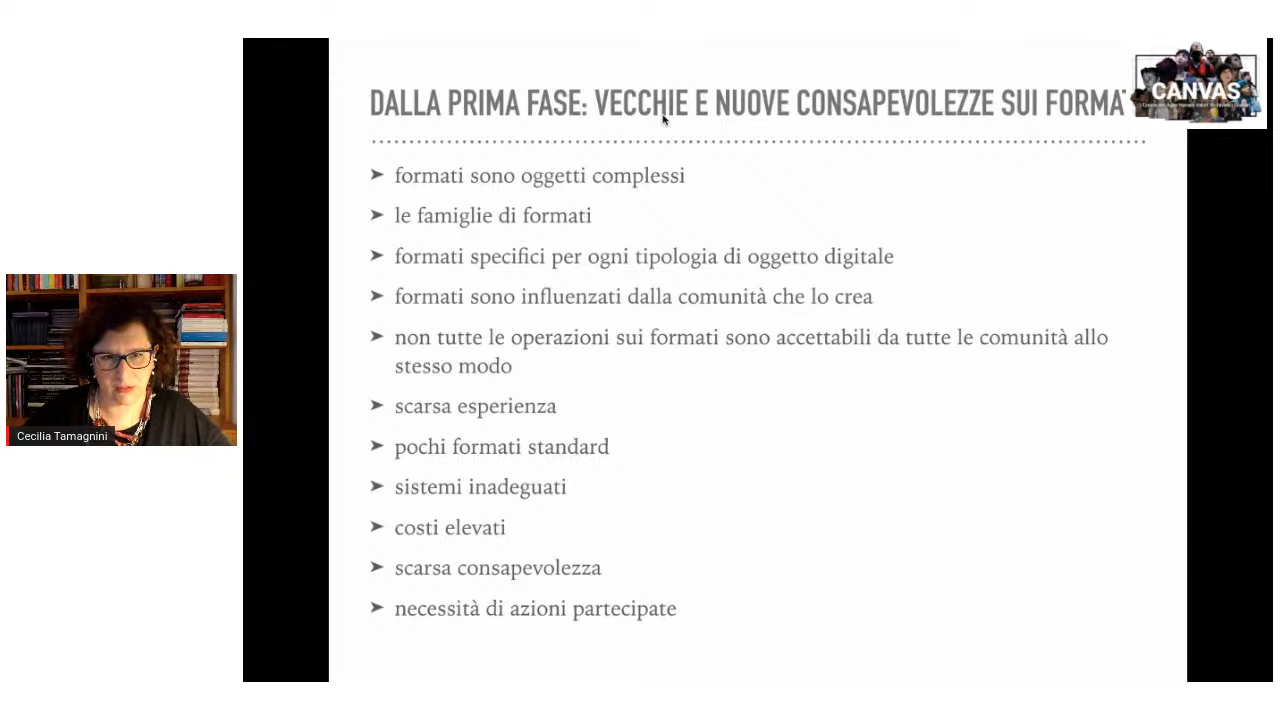 DALLA PRIMA FASE: VECCHIE E NUOVE CONSAPEVOLEZZE SUI FORMA
CANVAS
➤ formati sono oggetti complessi
➤ le famiglie di formati
➤ formati specifici per ogni tipologia di oggetto digitale
➤ formati sono influenzati dalla comunità che lo crea
➤ non tutte le operazioni sui formati sono accettabili da tutte le comunità allo
stesso modo
➤ scarsa esperienza
➤ pochi formati standard
➤ sistemi inadeguati
➤ costi elevati
➤ scarsa consapevolezza
➤ necessità di azioni partecipate
Cecilia Tamagnini